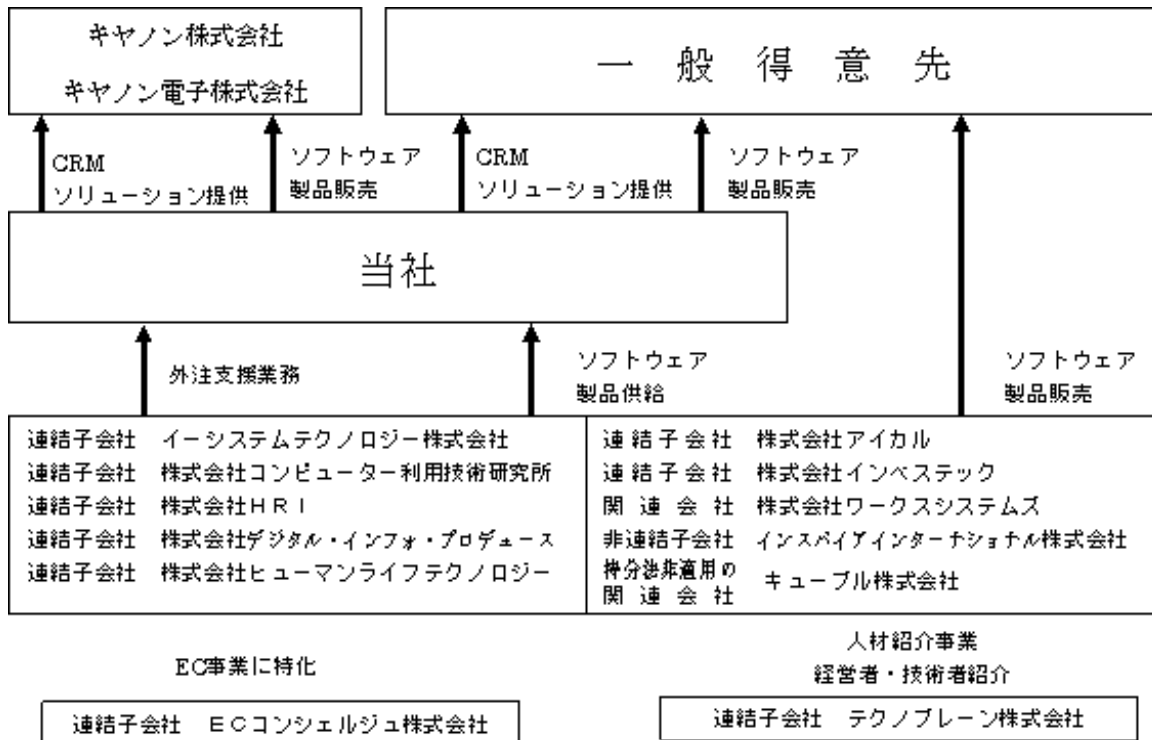 キヤノン株式会社
キヤノン電子株式会社
一般得意先
CRM
ソリューション提供
ソフトウェア
製品販売
CRM
ソリューション提供
ソフトウェア
製品販売
当社
外注支援業務
ソフトウェア
製品供給
ソフトウェア
製品販売
連結子会社 イーシステムテクノロジー株式会社
連結子会社 株式会社コンピューター利用技術研究所
連結子会社 株式会社HRI
連結子会社 株式会社デジタル・インフォ・プロデュース
連結子会社 株式会社ヒューマンライフテクノロジー
連結子会社 株式会社アイカル
連結子会社 株式会社インベステック
関連会社 株式会社ワークスシステムズ
非連結子会社 インスパイアインターナショナル株式会社
持分法非適用の
関連会社 キューブル株式会社
EC事業に特化
連結子会社 ECコンシェルジュ株式会社
人材紹介事業
経営者・技術者紹介
連結子会社 テクノブレーン株式会社